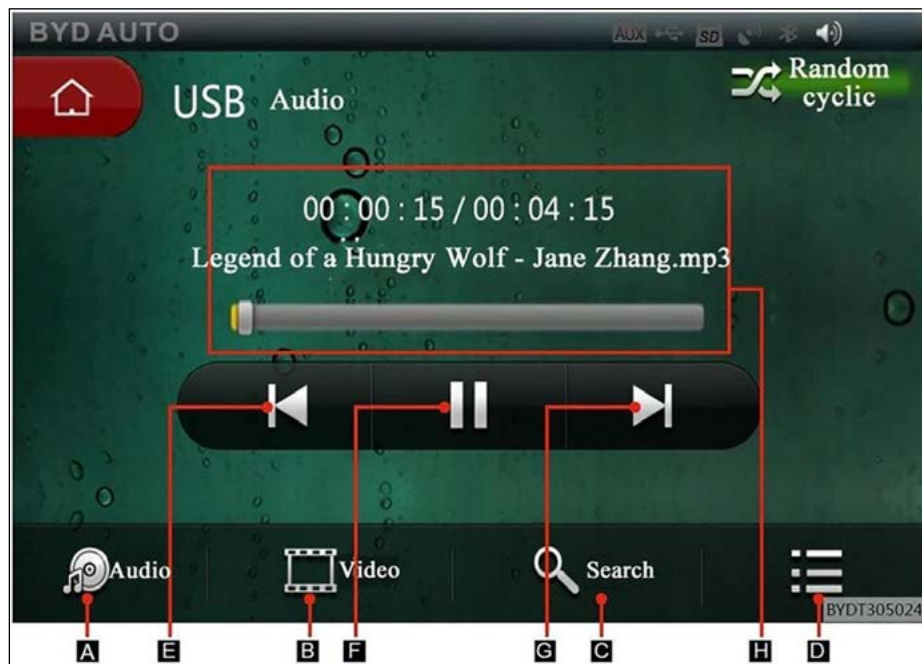 BYD AUTO
AUX SD
USB Audio
Random
cyclic
00 : 00 : 15 / 00 : 04 : 15
Legend of a Hungry Wolf - Jane Zhang.mp3
Audio Video Search
BYDT305024
A E B F G C H D